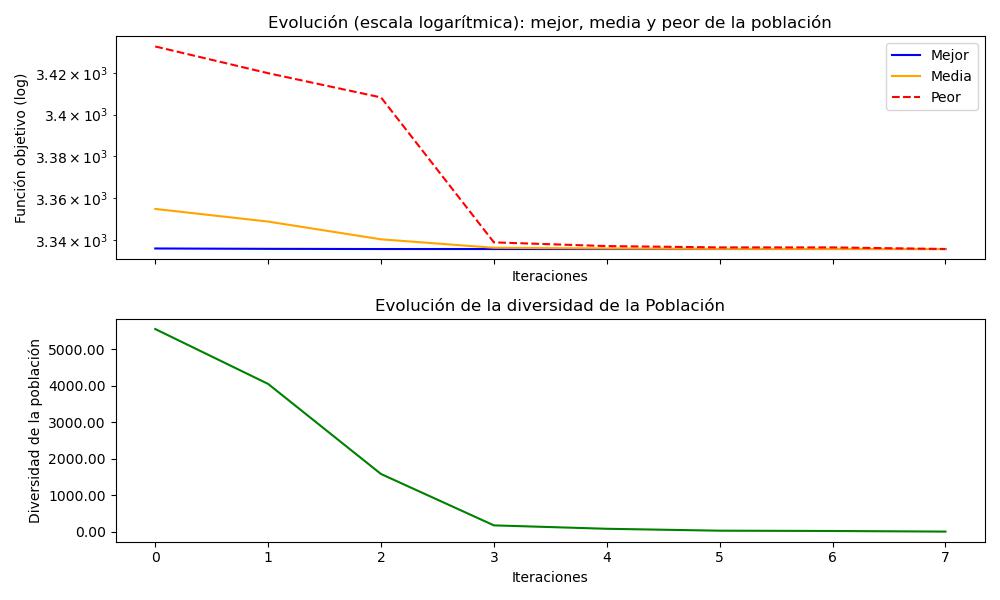 Evolución (escala logarítmica): mejor, media y peor de la población
Función objetivo (log)
3.42 × 10³
3.4 × 10³
3.38 × 10³
3.36 × 10³
3.34 × 10³
Mejor
Media
Peor
Iteraciones
Evolución de la diversidad de la Población
Diversidad de la población
5000.00
4000.00
3000.00
2000.00
1000.00
0.00
0 1 2 3 4 5 6 7
Iteraciones